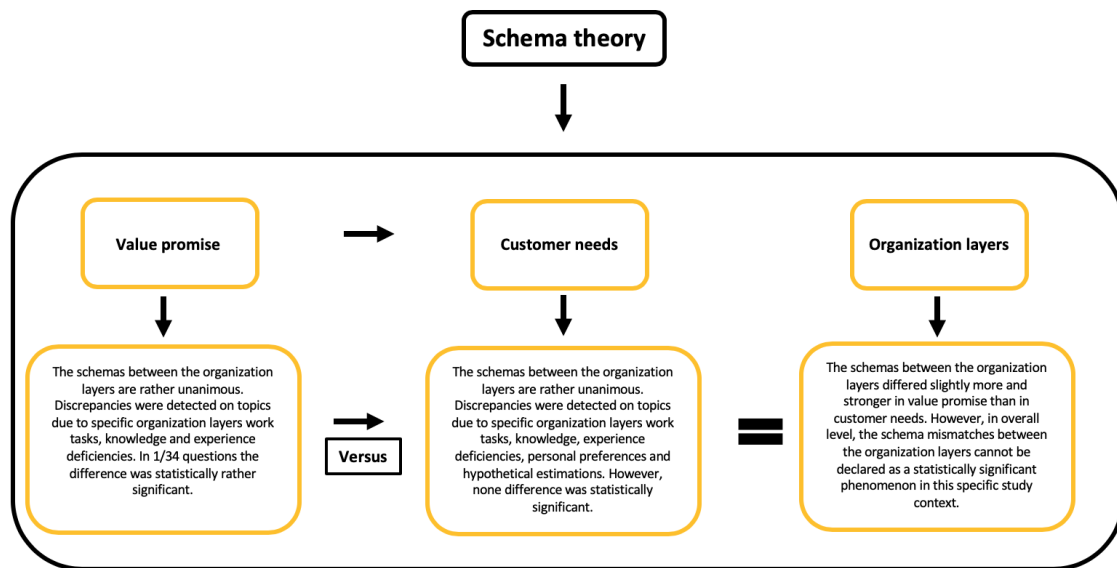 Schema theory
Value promise
Customer needs
Organization layers
The schemas between the organization
layers are rather unanimous.
Discrepancies were detected on topics
due to specific organization layers work
tasks, knowledge and experience
deficiencies. In 1/34 questions the
difference was statistically rather
significant.
Versus
The schemas between the organization
layers are rather unanimous.
Discrepancies were detected on topics
due to specific organization layers work
tasks, knowledge, experience
deficiencies, personal preferences and
hypothetical estimations. However,
none difference was statistically
significant.
=
The schemas between the organization
layers differed slightly more and
stronger in value promise than in
customer needs. However, in overall
level, the schema mismatches between
the organization layers cannot be
declared as a statistically significant
phenomenon in this specific study
context.